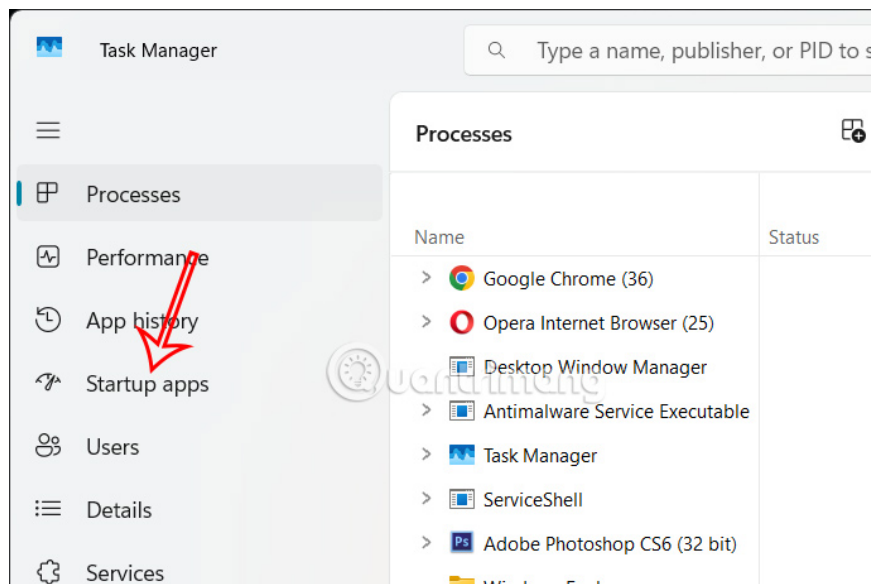 Task Manager
Type a name, publisher, or PID to s
Processes
Performance
App history
Startup apps
Users
Details
Services
Processes
Name
Status
Google Chrome (36)
Opera Internet Browser (25)
Desktop Window Manager
Antimalware Service Executable
Task Manager
ServiceShell
Ps
Adobe Photoshop CS6 (32 bit)
uantrimang